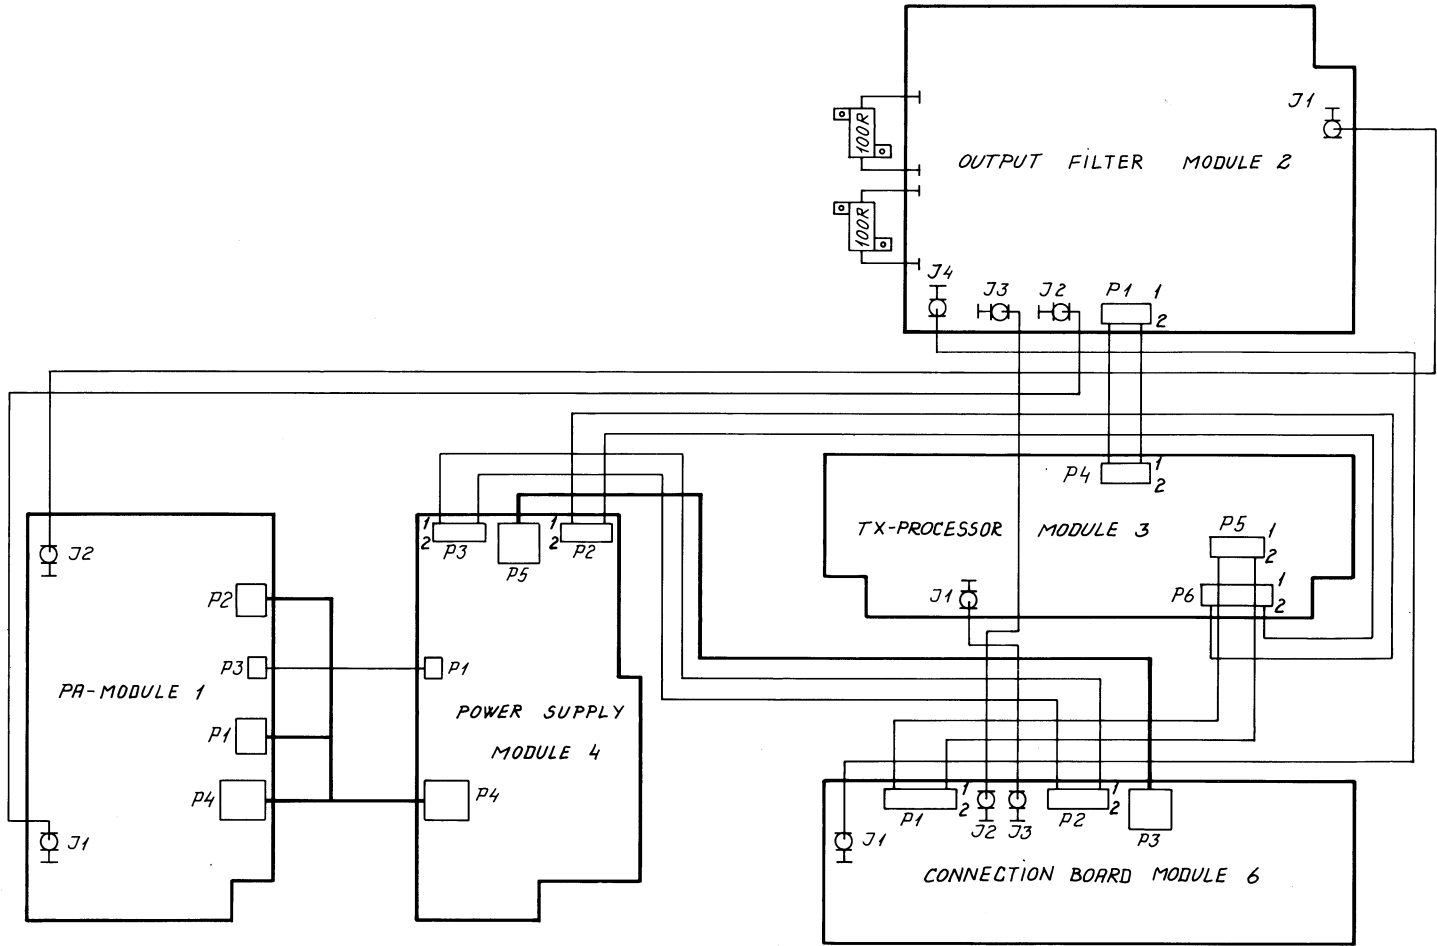 J1
100R
OUTPUT FILTER MODULE 2
100R
J4
J3
J2
P1
1
2
P4
1
2
TX-PROCESSOR MODULE 3
P5
1
2
J1
P6
1
2
1
2
P3
P5
1
2
P2
J2
P2
P3
P1
PA-MODULE 1
POWER SUPPLY
MODULE 4
P1
P4
P4
J1
1
2
P1
J2
J3
P2
1
2
P3
J1
CONNECTION BOARD MODULE 6